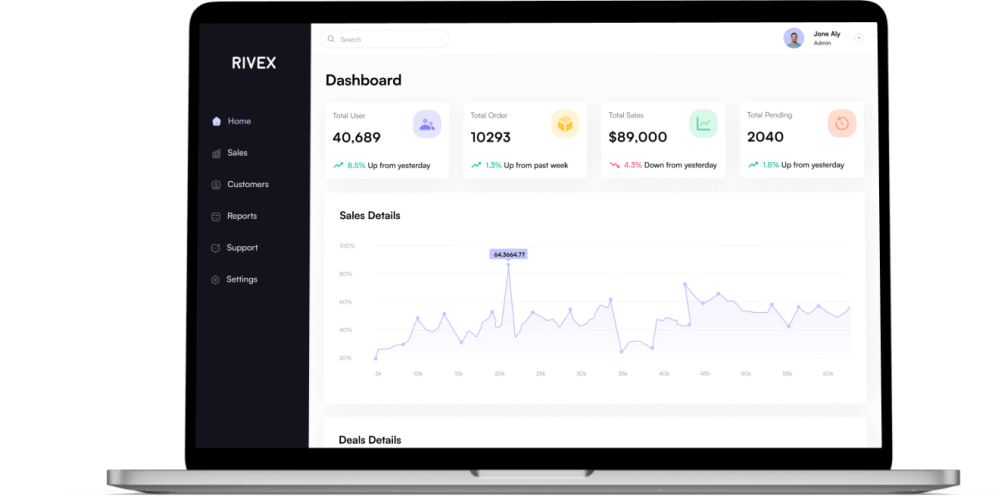 RIVEX
Home
Sales
Customers
Reports
Support
Settings
Search
Jone Aly
Admin
Dashboard
Total User
40,689
8.5% Up from yesterday
Total Order
10293
1.3% Up from past week
Total Sales
$89,000
4.3% Down from yesterday
Total Pending
2040
1.8% Up from yesterday
Sales Details
100%
80%
60%
40%
20%
64,3664.77
5k 10k 15k 20k 25k 30k 35k 40k 45k 50k 55k 60k
Deals Details